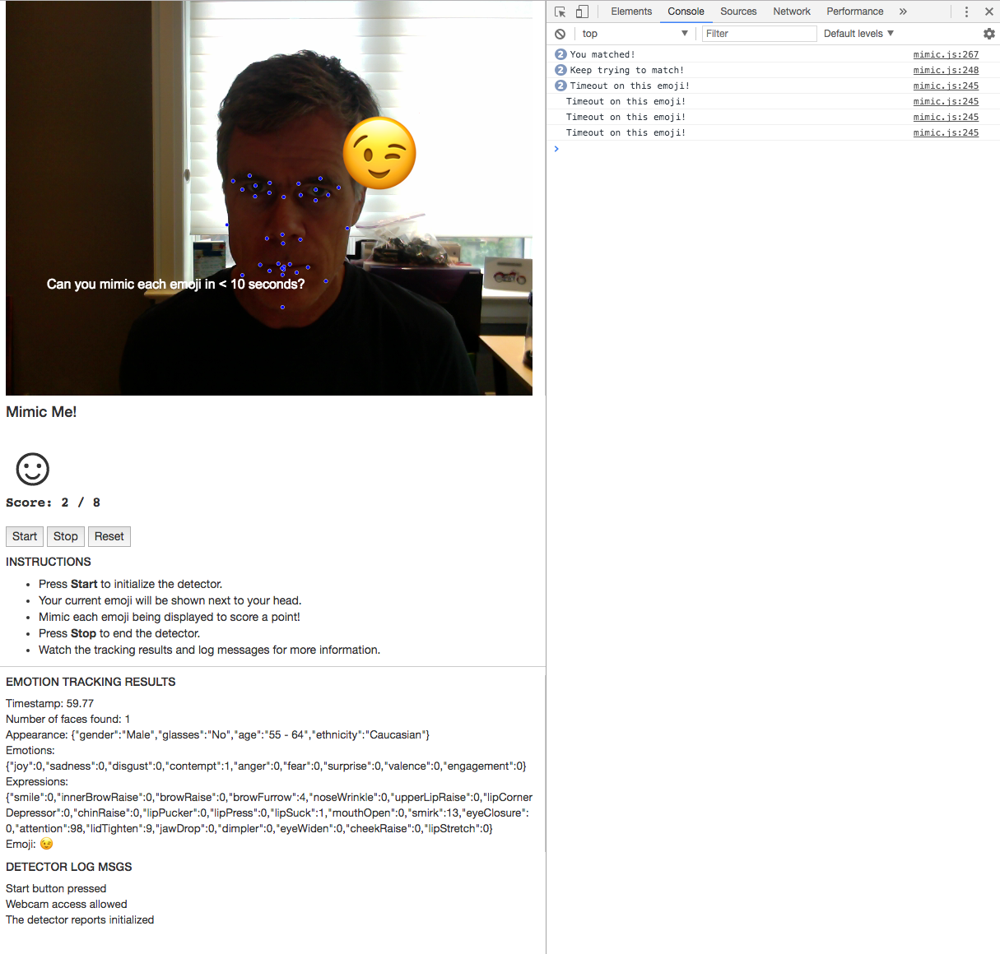 Can you mimic each emoji in < 10 seconds?
Mimic Me!
Score: 2 / 8
Start Stop Reset
INSTRUCTIONS
• Press Start to initialize the detector.
• Your current emoji will be shown next to your head.
• Mimic each emoji being displayed to score a point!
• Press Stop to end the detector.
• Watch the tracking results and log messages for more information.
EMOTION TRACKING RESULTS
Timestamp: 59.77
Number of faces found: 1
Appearance: {"gender":"Male","glasses":"No","age":"55 - 64","ethnicity":"Caucasian"}
Emotions:
{"joy":0,"sadness":0,"disgust":0,"contempt":1,"anger":0,"fear":0,"surprise":0,"valence":0,"engagement":0}
Expressions:
{"smile":0,"innerBrowRaise":0,"browRaise":0,"browFurrow":4,"noseWrinkle":0,"upperLipRaise":0,"lipCorner
Depressor":0,"chinRaise":0,"lipPucker":0,"lipPress":0,"lipSuck":1,"mouthOpen":0,"smirk":13,"eyeClosure":
0,"attention":98,"lidTighten":9,"jawDrop":0,"dimpler":0,"eyeWiden":0,"cheekRaise":0,"lipStretch":0}
Emoji: 😉
DETECTOR LOG MSGS
Start button pressed
Webcam access allowed
The detector reports initialized
Elements Console Sources Network Performance »
top ▼ Filter Default levels ▼
2 You matched! mimic.js:267
2 Keep trying to match! mimic.js:248
2 Timeout on this emoji! mimic.js:245
Timeout on this emoji! mimic.js:245
Timeout on this emoji! mimic.js:245
Timeout on this emoji! mimic.js:245